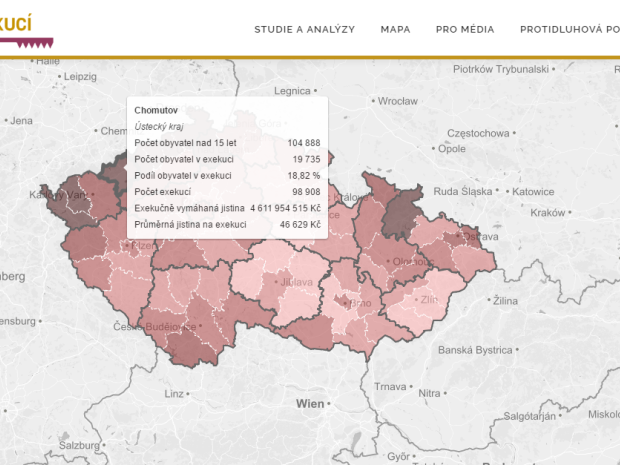 KUCÍ
STUDIE A ANALÝZY MAPA PRO MÉDIA PROTIDLUHOVÁ PO
Halle
Leipzig
Piotrków Trybunalski
Legnica
Wrocław
Jena
Chem
Częstochowa
Opole
Chomutov
Ústecký kraj
Počet obyvatel nad 15 let 104 888
Počet obyvatel v exekuci 19 735
Podíl obyvatel v exekuci 18,82 %
Počet exekucí 98 908
Exekučně vymáhaná jistina 4 611 954 515 Kč
Průměrná jistina na exekuci 46 629 Kč
Karlovy Vary
Králové
Ruda Śląska
Katowice
Kraków
Ostrava
Plzeň
Olomouc
nberg
Jihlava
Brno
Zlín
Žilina
ensburg
České Budějovice
Banská Bystrica
Linz
Wien
Trnava
Nitra
Salgótarján
Miskolc
Salzburg
Győr